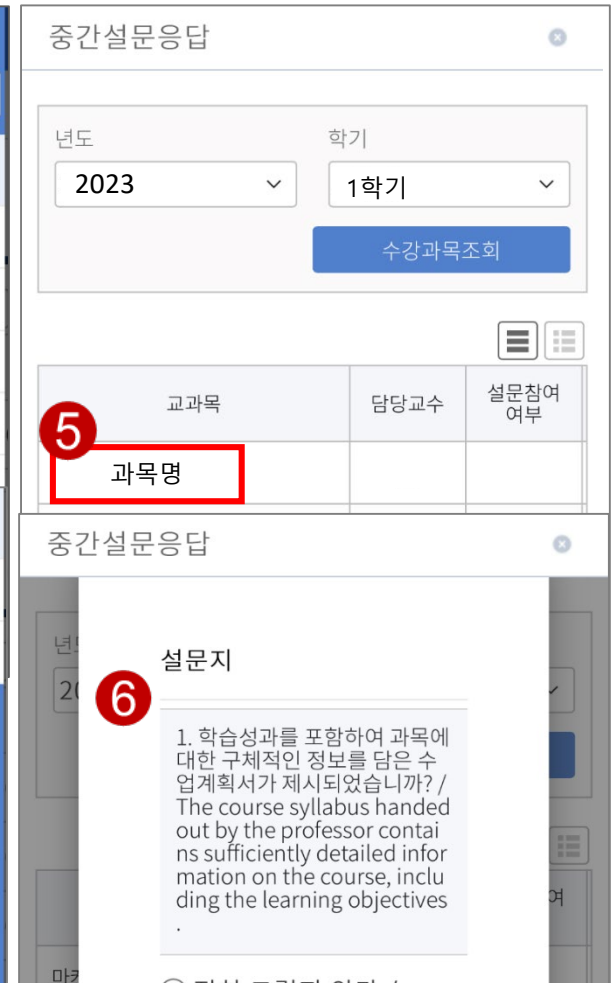 중간설문응답
년도 학기
2023 1학기
수강과목조회
교과목 담당교수 설문참여
여부
5
과목명
중간설문응답
년
20
설문지
6
1. 학습성과를 포함하여 과목에
대한 구체적인 정보를 담은 수
업계획서가 제시되었습니까? /
The course syllabus handed
out by the professor contai
ns sufficiently detailed infor
mation on the course, inclu
ding the learning objectives
.
여